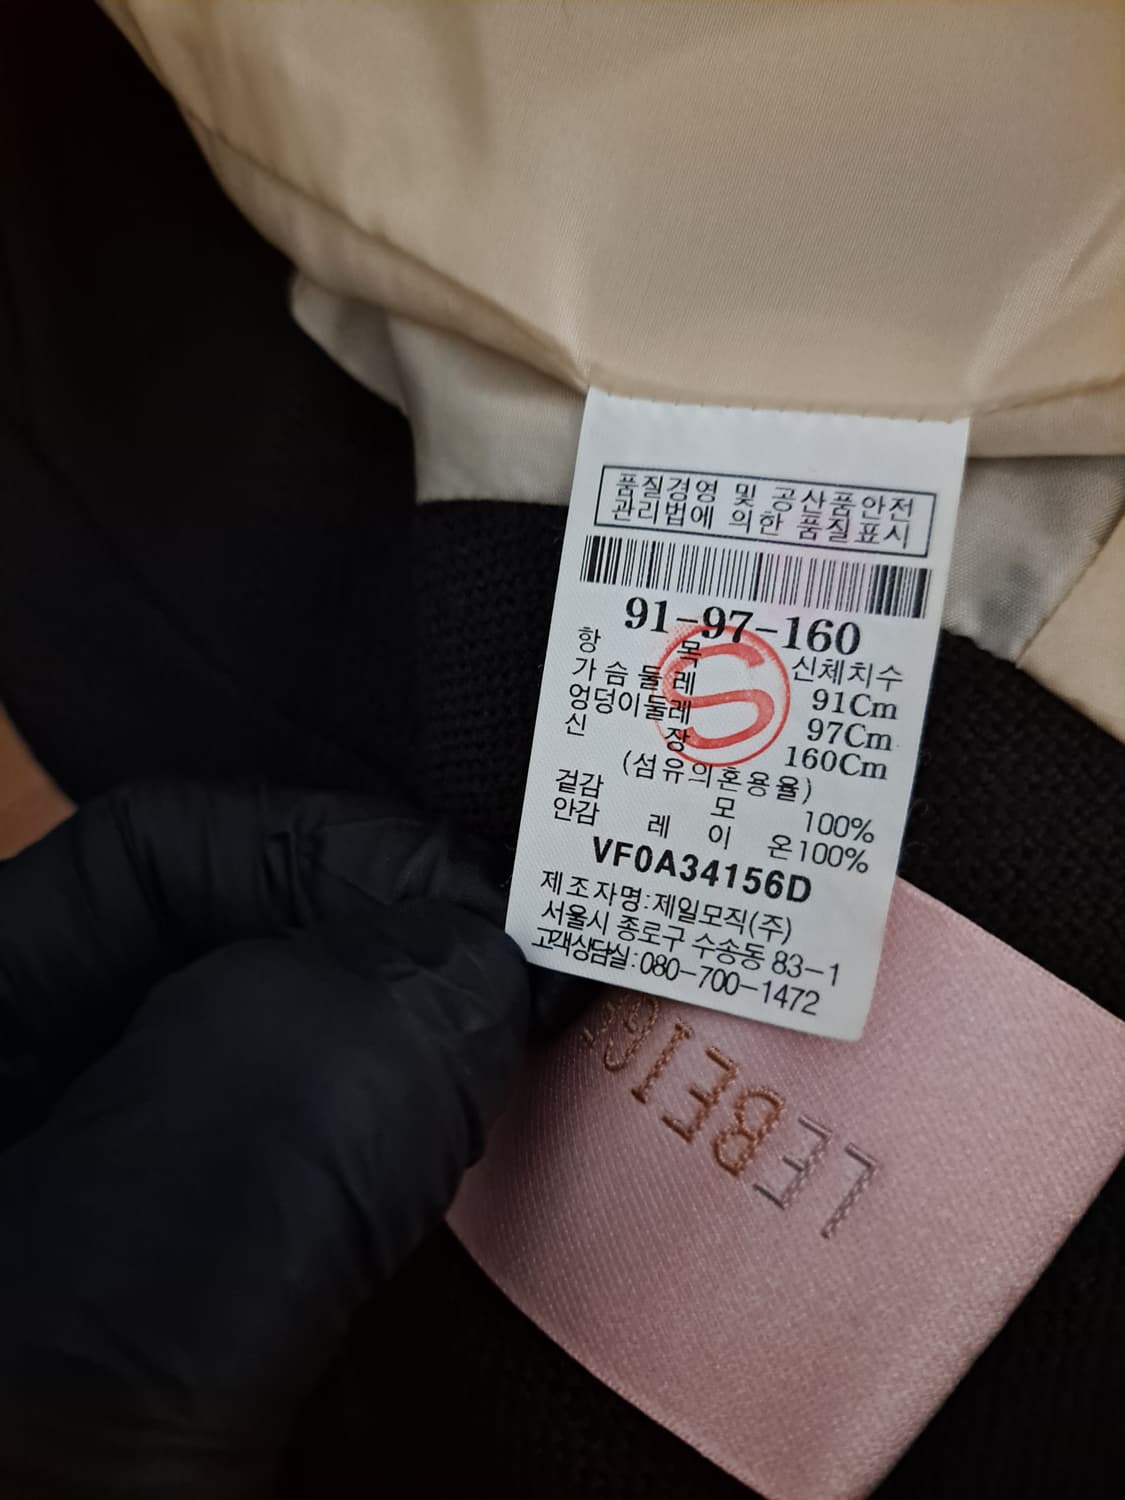 품질경영 및 공산품안전
관리법에 의한 품질표시
91-97-160
항 목 신체치수
가슴둘레 91Cm
엉덩이둘레 97Cm
신 장 160Cm
(섬유의혼용율)
겉감 모 100%
안감 레 이 온100%
VF0A34156D
제조자명:제일모직(주)
서울시 종로구 수송동 83-1
고객상담실:080-700-1472
S
LEBEIGE